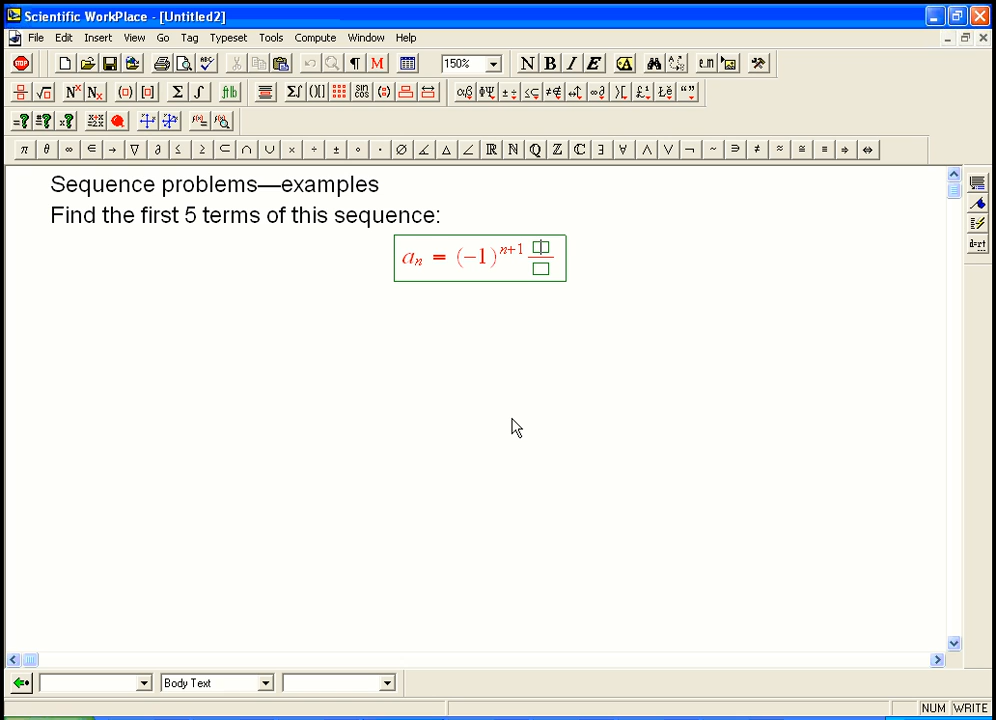 Scientific WorkPlace - [Untitled2]
File Edit Insert View Go Tag Typeset Tools Compute Window Help
STOP 150% N B I E
π θ ∞ ∈ → ∇ ∂ ≤ ≥ ⊂ ∩ ∪ × ÷ ± ∘ · ∅ ∡ △ ∠ ℝ ℕ ℚ ℤ ℂ ∃ ∀ ∧ ∨ ¬ ~ ∋ ≠ ≈ ≅ ≡ ⇒ ⇔
Sequence problems—examples
Find the first 5 terms of this sequence:
aₙ = (−1)ⁿ⁺¹
Body Text
NUM WRITE